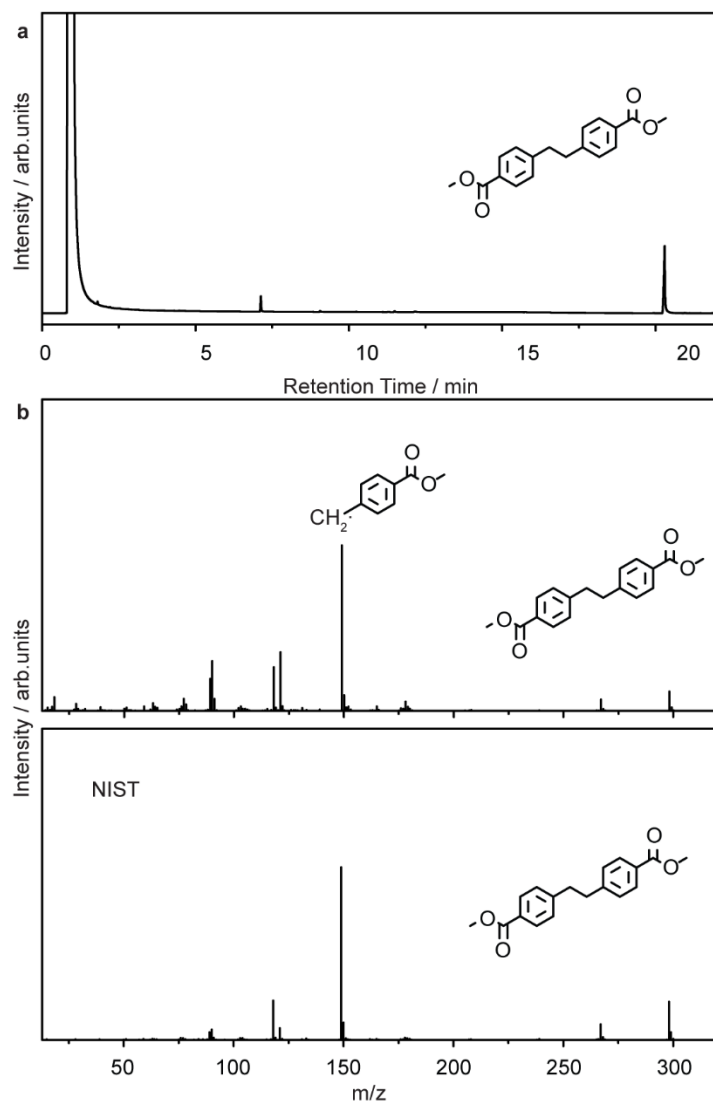 a
Intensity / arb.units
O
O
O
O
0
5
10
15
20
Retention Time / min
b
Intensity / arb.units
O
O
CH2·
O
O
O
O
NIST
O
O
O
O
50
100
150
200
250
300
m/z